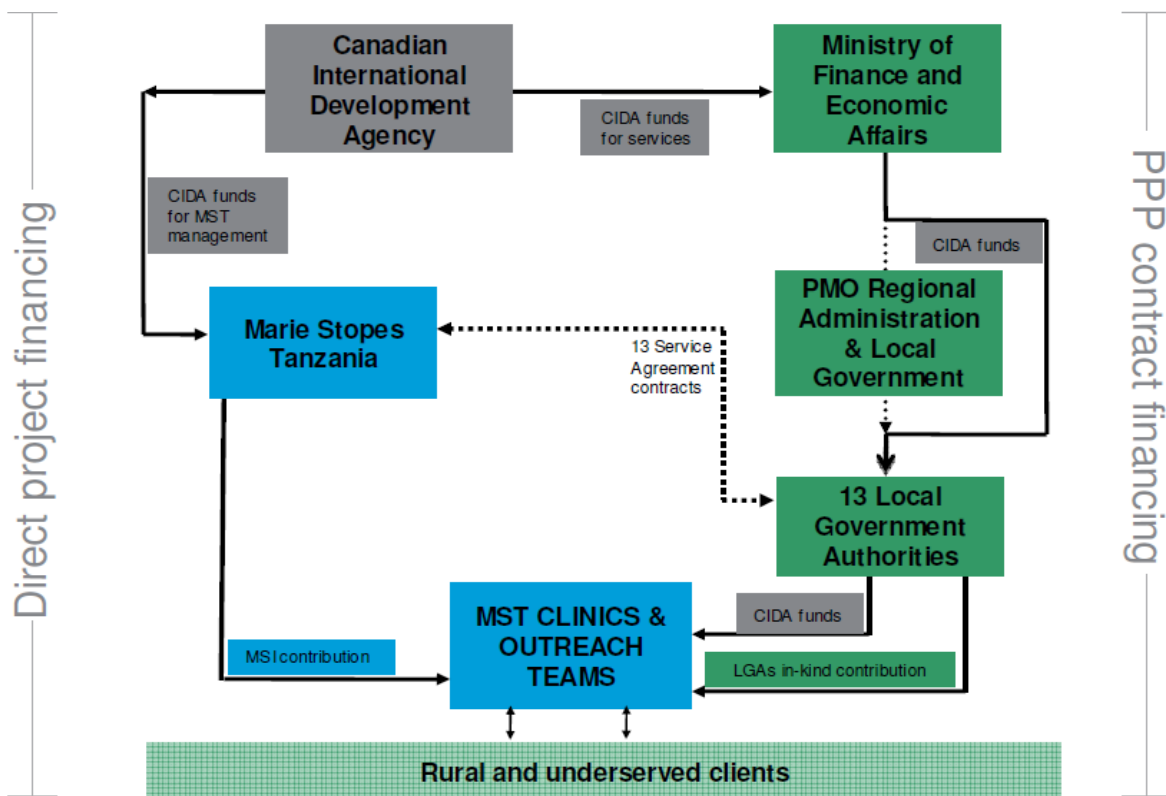 Canadian
International
Development
Agency
Ministry of
Finance and
Economic
Affairs
CIDA funds
for services
CIDA funds
for MST
management
CIDA funds
Direct project financing
PPP contract financing
Marie Stopes
Tanzania
13 Service
Agreement
contracts
PMO Regional
Administration
& Local
Government
13 Local
Government
Authorities
MST CLINICS &
OUTREACH
TEAMS
CIDA funds
MSI contribution
LGAs in-kind contribution
Rural and underserved clients